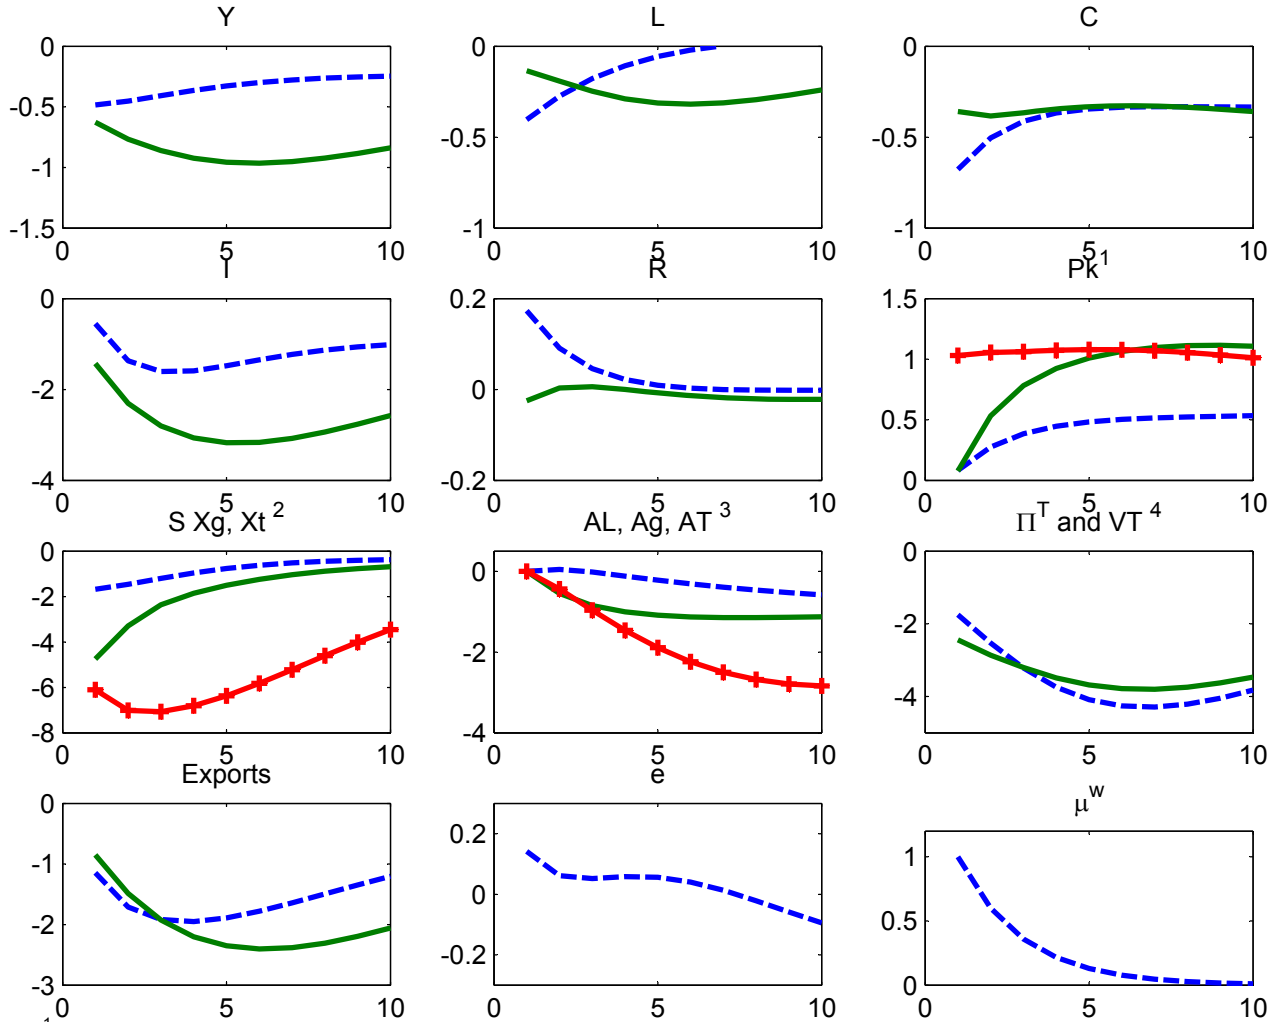 Y L C
0 0 0
-0.5 -0.5 -0.5
-1
-1.5 -1 -1
0 5 10 0 5 10 0 5 10
I R Pk¹
0 0.2 1.5
-2 0 1
0.5
-4 -0.2 0
0 5 10 0 5 10 0 5 10
S Xg, Xt ² AL, Ag, AT ³ Π^T and VT ⁴
0 0 0
-2 -2 -2
-4
-6 -4
-8 -4
0 5 10 0 5 10 0 5 10
Exports e μ^w
0 0.2 1
-1 0 0.5
-2 -0.2
-3 0
0 5 10 0 5 10 0 5 10
1